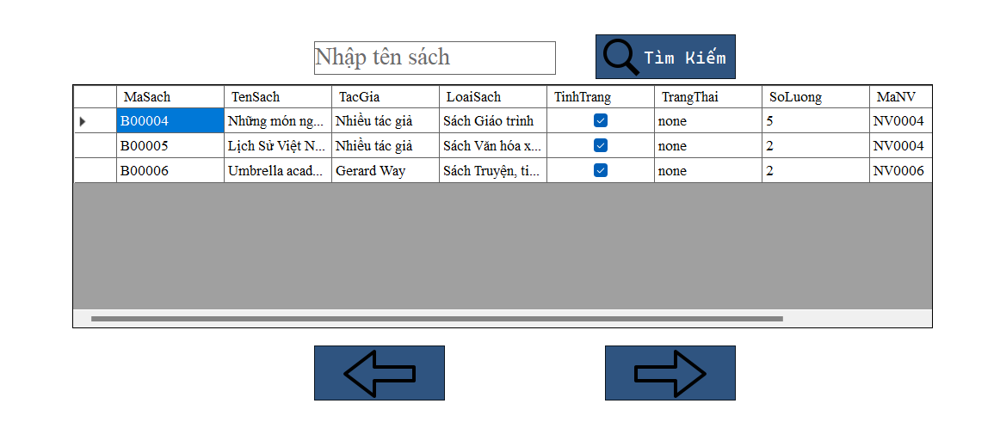 Nhập tên sách
Tìm Kiếm
MaSach TenSach TacGia LoaiSach TinhTrang TrangThai SoLuong MaNV
B00004 Những món ng... Nhiều tác giả Sách Giáo trình none 5 NV0004
B00005 Lịch Sử Việt N... Nhiều tác giả Sách Văn hóa x... none 2 NV0004
B00006 Umbrella acad... Gerard Way Sách Truyện, ti... none 2 NV0006